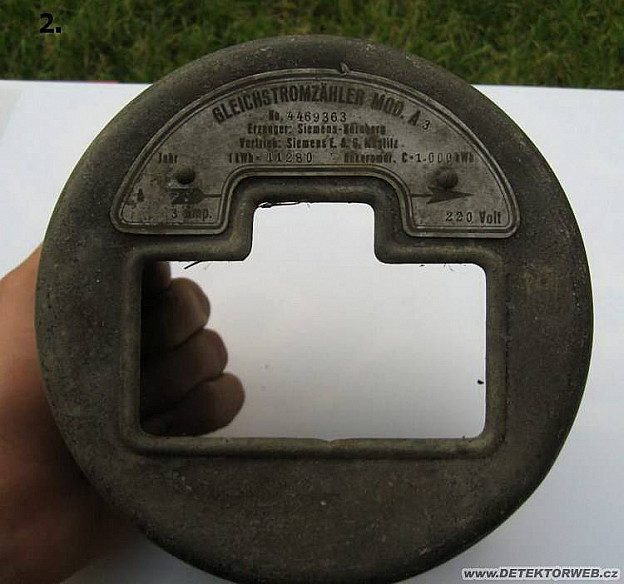 2.
GLEICHSTROMZÄHLER MOD. A3
No. 4469363
Erzeuger: Siemens-Nürnberg
Vertrieb: Siemens E. A. G.
Jahr 1 kWh = 11280 Ankerumdr. C = 1.000 kWh
3 Amp. 220 Volt
www.DETEKTORWEB.cz